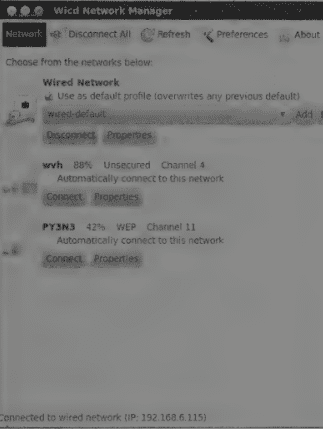 Wicd Network Manager
Network Disconnect All Refresh Preferences About
Choose from the networks below:
Wired Network
Use as default profile (overwrites any previous default)
wired-default Add
Disconnect Properties
wvh 88% Unsecured Channel 4
Automatically connect to this network
Connect Properties
PY3N3 42% WEP Channel 11
Automatically connect to this network
Connect Properties
Connected to wired network (IP: 192.168.6.115)